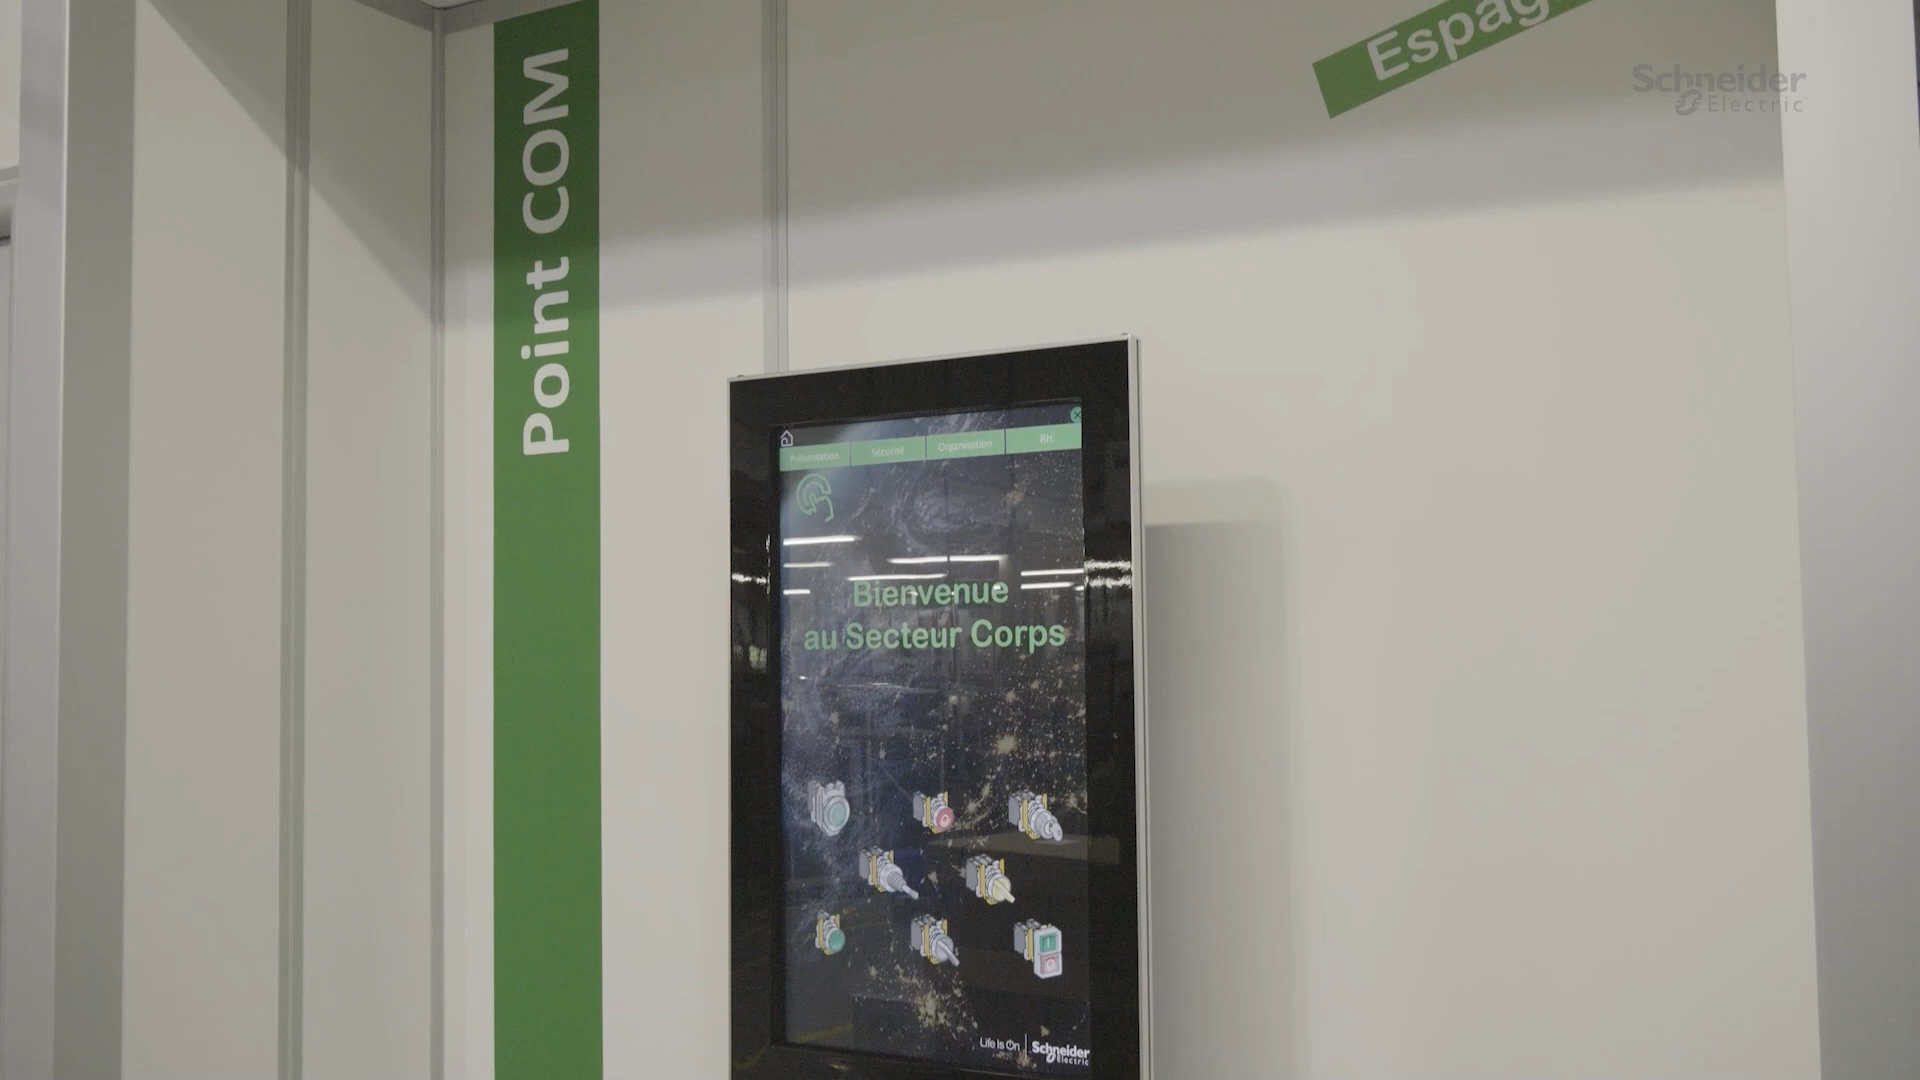 Point COM
Espag
Schneider
Electric
Présentation
Sécurité
Organisation
RH
Bienvenue
au Secteur Corps
Life Is On
Schneider
Electric